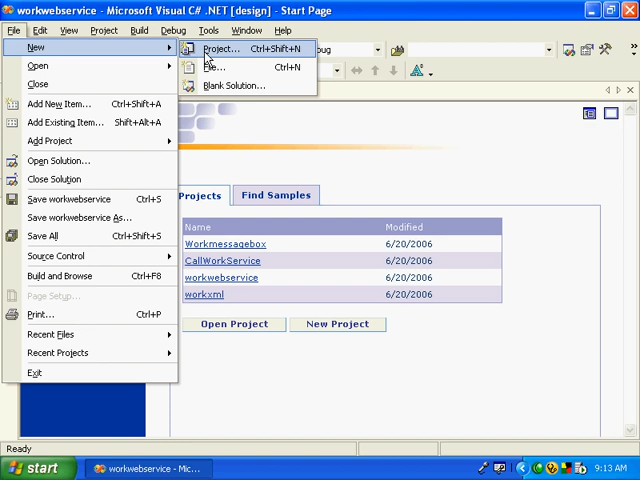 workwebservice - Microsoft Visual C# .NET [design] - Start Page
File Edit View Project Build Debug Tools Window Help
New
Project... Ctrl+Shift+N
File... Ctrl+N
Blank Solution...
Open
Close
Add New Item... Ctrl+Shift+A
Add Existing Item... Shift+Alt+A
Add Project
Open Solution...
Close Solution
Save workwebservice Ctrl+S
Save workwebservice As...
Save All Ctrl+Shift+S
Source Control
Build and Browse Ctrl+F8
Page Setup...
Print... Ctrl+P
Recent Files
Recent Projects
Exit
Projects Find Samples
Name Modified
Workmessagebox 6/20/2006
CallWorkService 6/20/2006
workwebservice 6/20/2006
workxml 6/20/2006
Open Project New Project
Ready
start workwebservice - Mic... 9:13 AM